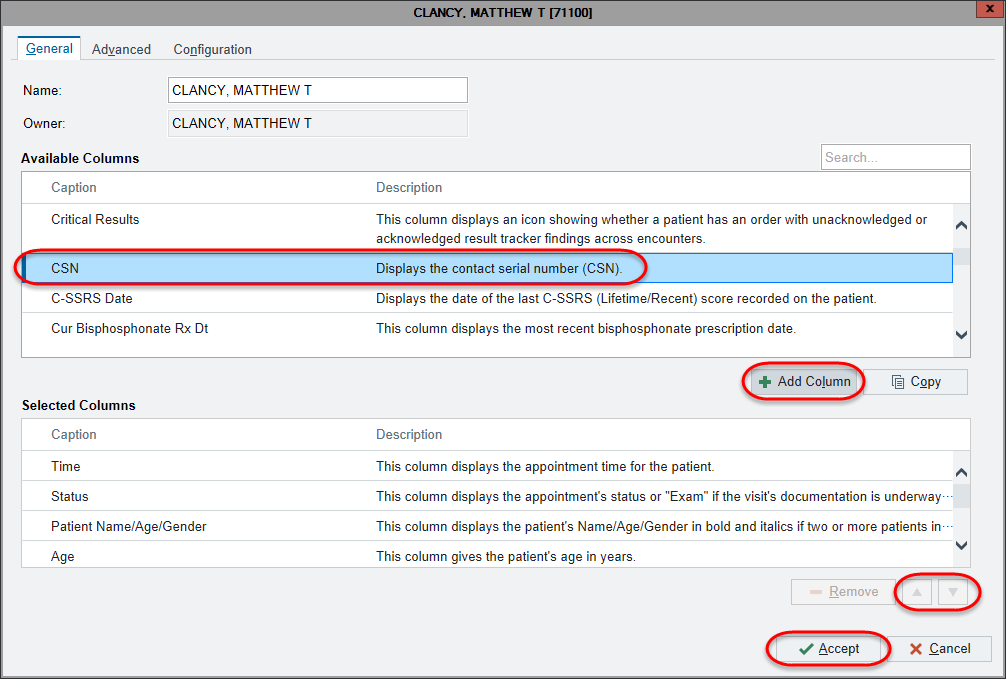 CLANCY, MATTHEW T [71100]
x
General Advanced Configuration
Name: CLANCY, MATTHEW T
Owner: CLANCY, MATTHEW T
Available Columns Search...
Caption Description
Critical Results This column displays an icon showing whether a patient has an order with unacknowledged or
acknowledged result tracker findings across encounters.
CSN Displays the contact serial number (CSN).
C-SSRS Date Displays the date of the last C-SSRS (Lifetime/Recent) score recorded on the patient.
Cur Bisphosphonate Rx Dt This column displays the most recent bisphosphonate prescription date.
Add Column Copy
Selected Columns
Caption Description
Time This column displays the appointment time for the patient.
Status This column displays the appointment's status or "Exam" if the visit's documentation is underway...
Patient Name/Age/Gender This column displays the patient's Name/Age/Gender in bold and italics if two or more patients in...
Age This column gives the patient's age in years.
Remove
Accept Cancel